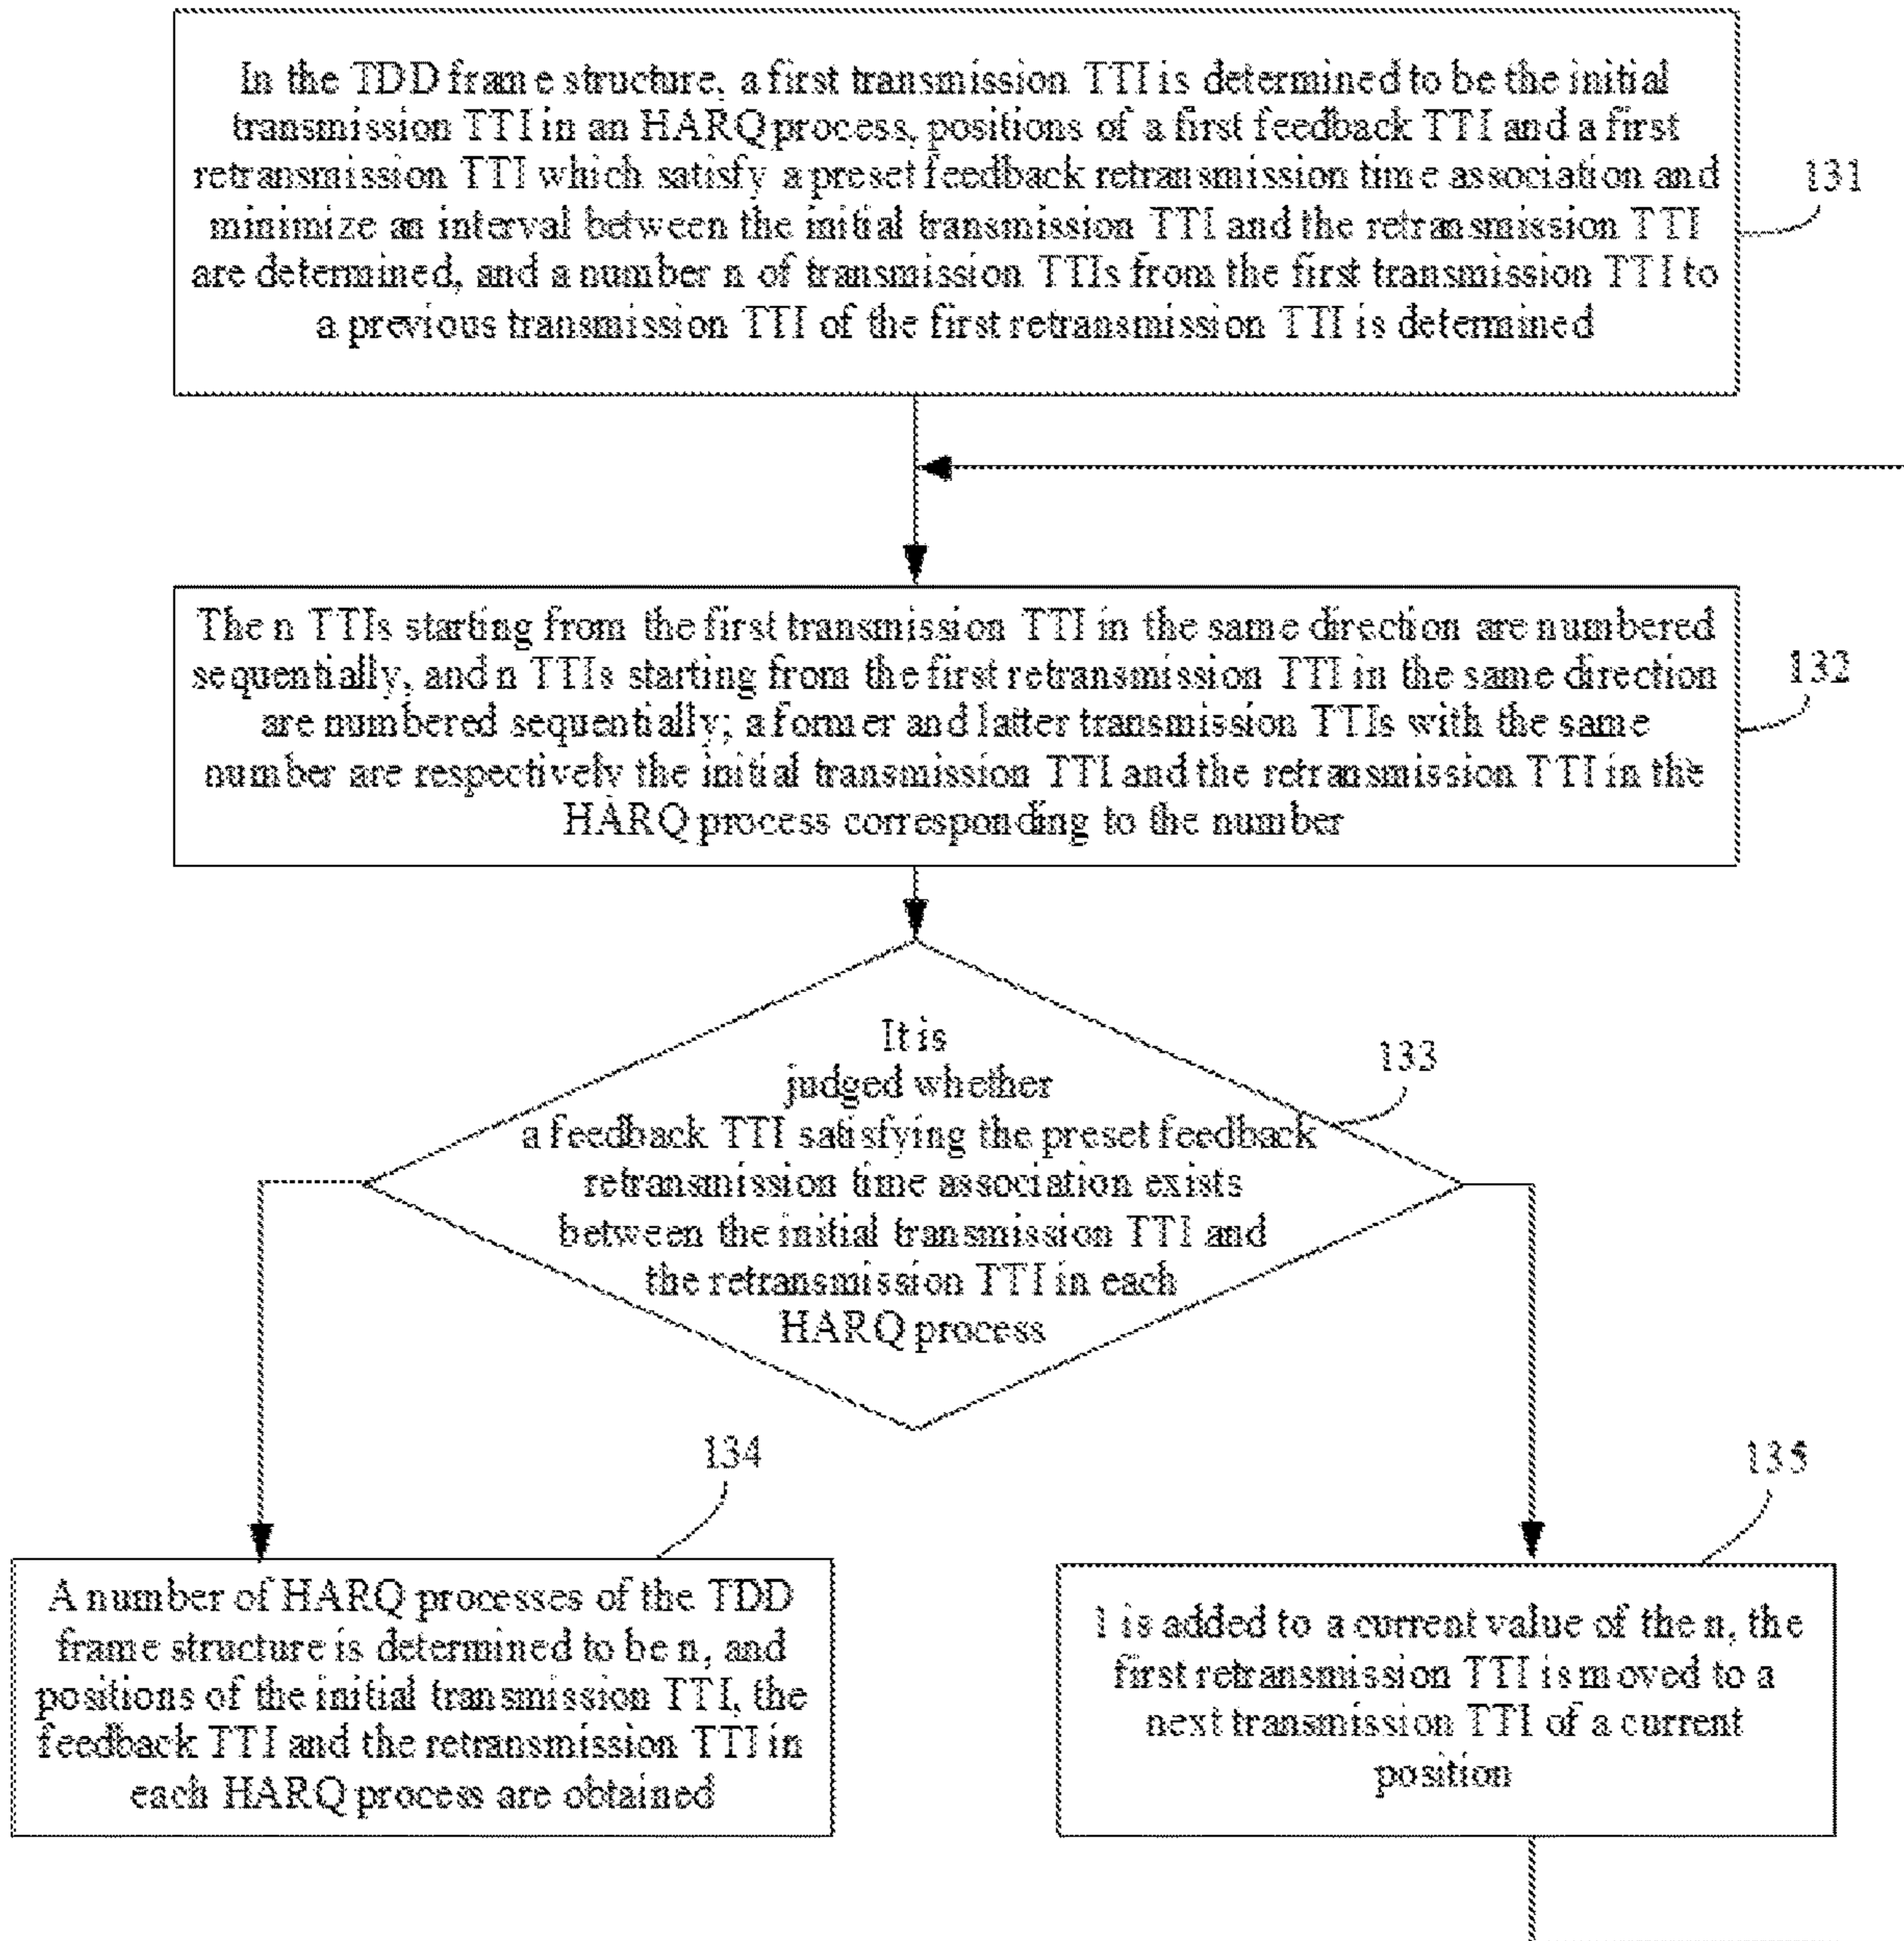 In the TDD frame structure, a first transmission TTI is determined to be the initial
transmission TTI in an HARQ process, positions of a first feedback TTI and a first
retransmission TTI which satisfy a preset feedback retransmission time association and
minimize an interval between the initial transmission TTI and the retransmission TTI
are determined, and a number n of transmission TTIs from the first transmission TTI to
a previous transmission TTI of the first retransmission TTI is determined
131
The n TTIs starting from the first transmission TTI in the same direction are numbered
sequentially, and n TTIs starting from the first retransmission TTI in the same direction
are numbered sequentially; a former and latter transmission TTIs with the same
number are respectively the initial transmission TTI and the retransmission TTI in the
HARQ process corresponding to the number
132
It is
judged whether
a feedback TTI satisfying the preset feedback
retransmission time association exists
between the initial transmission TTI and
the retransmission TTI in each
HARQ process
133
134
A number of HARQ processes of the TDD
frame structure is determined to be n, and
positions of the initial transmission TTI, the
feedback TTI and the retransmission TTI in
each HARQ process are obtained
135
1 is added to a current value of the n, the
first retransmission TTI is moved to a
next transmission TTI of a current
position